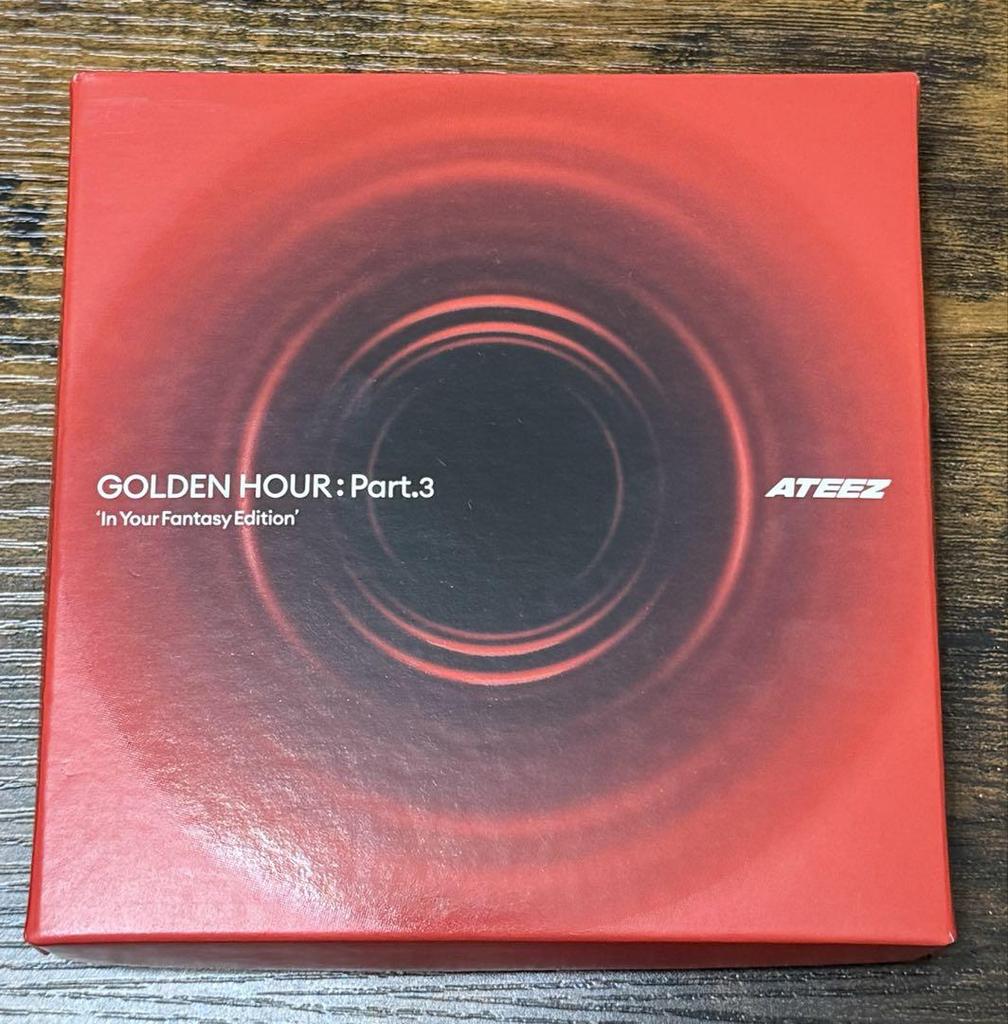 GOLDEN HOUR : Part.3
'In Your Fantasy Edition'
ATEEZ